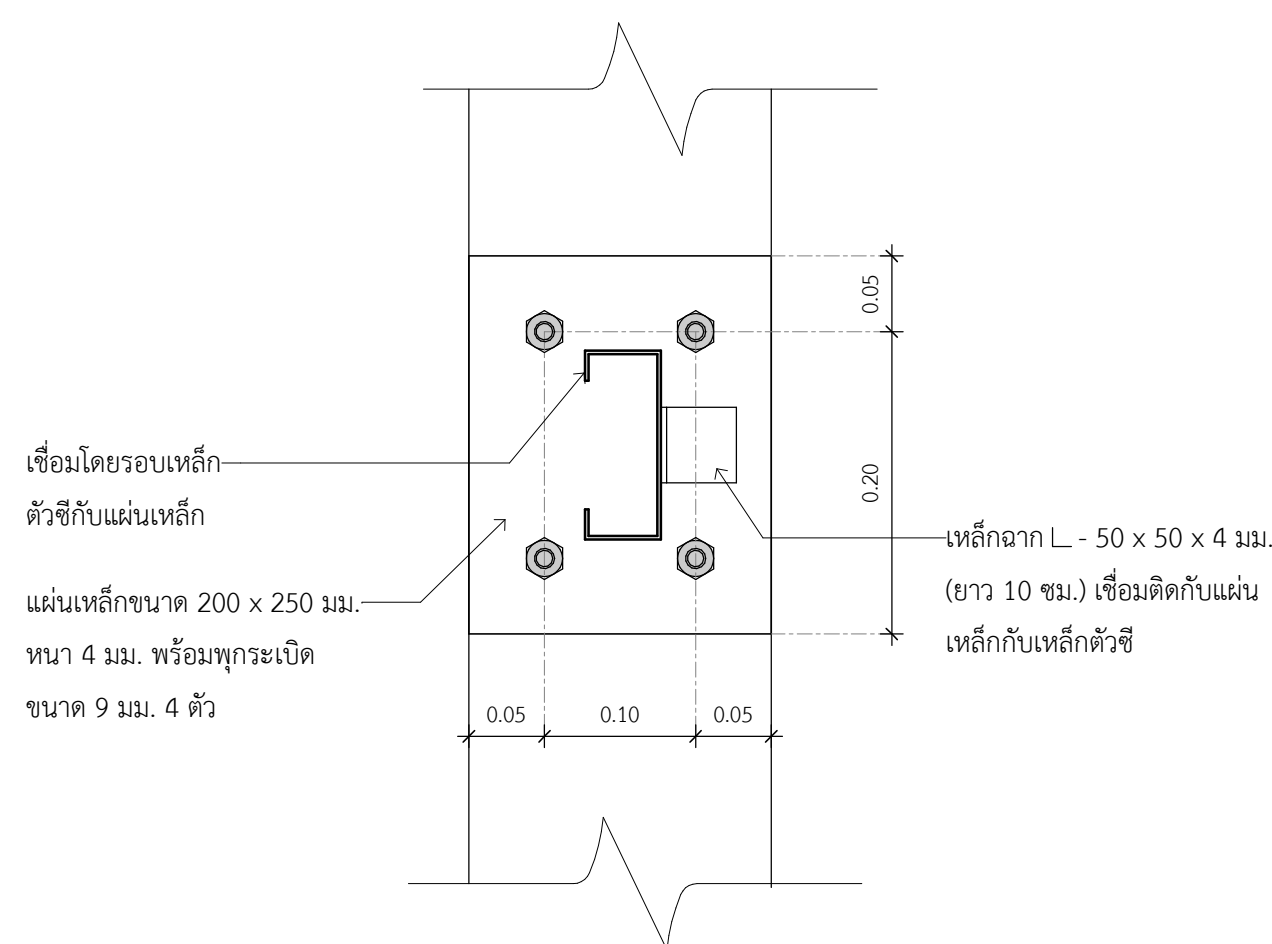 0.05
0.20
เชื่อมโดยรอบเหล็ก
ตัวซีกับแผ่นเหล็ก
เหล็กฉาก ∟ - 50 x 50 x 4 มม.
(ยาว 10 ซม.) เชื่อมติดกับแผ่น
เหล็กกับเหล็กตัวซี
แผ่นเหล็กขนาด 200 x 250 มม.
หนา 4 มม. พร้อมพุกระเบิด
ขนาด 9 มม. 4 ตัว
0.05 0.10 0.05